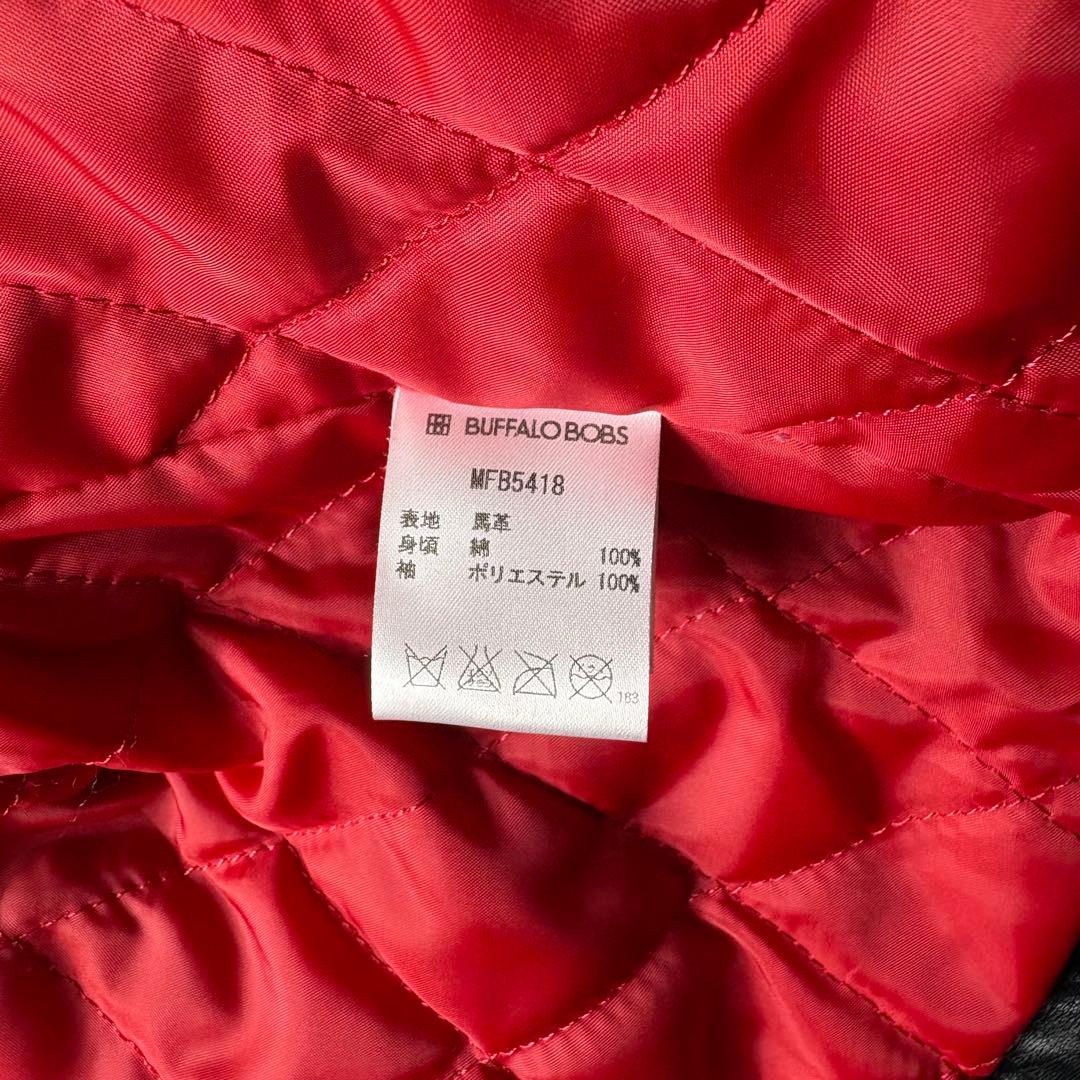 BUFFALO BOBS
MFB5418
表地 馬革
身頃 綿 100%
袖 ポリエステル 100%
183